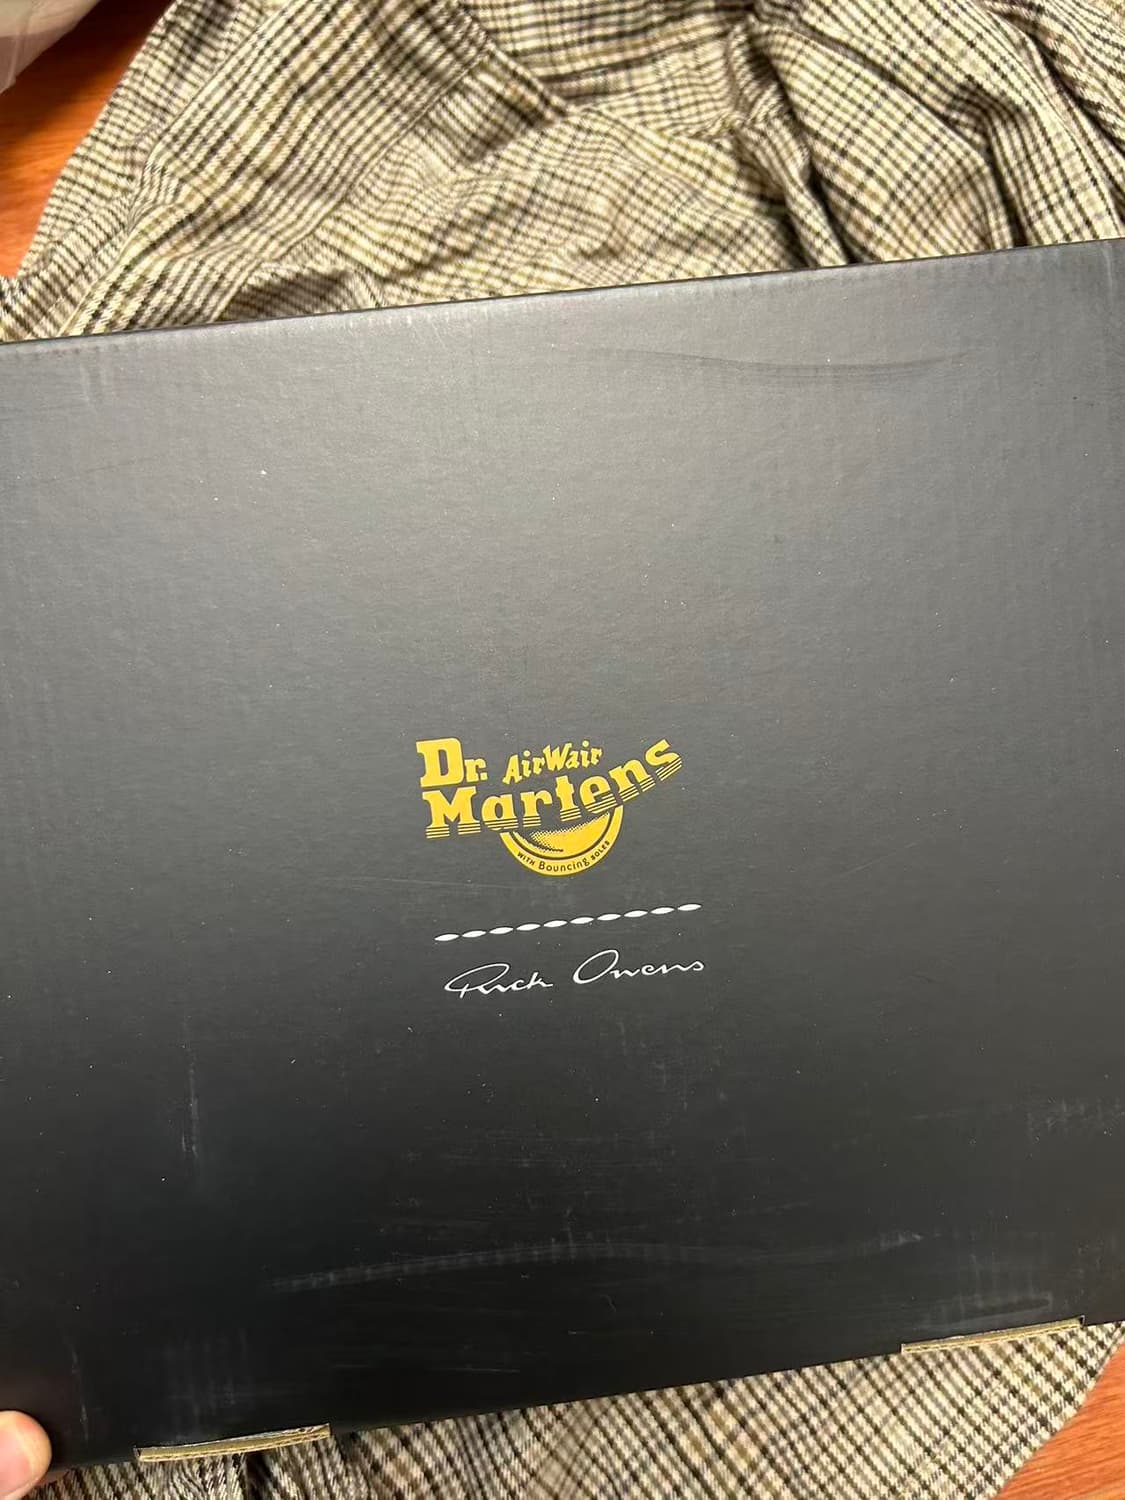 Dr. AirWair
Martens
WITH Bouncing SOLES
Rick Owens